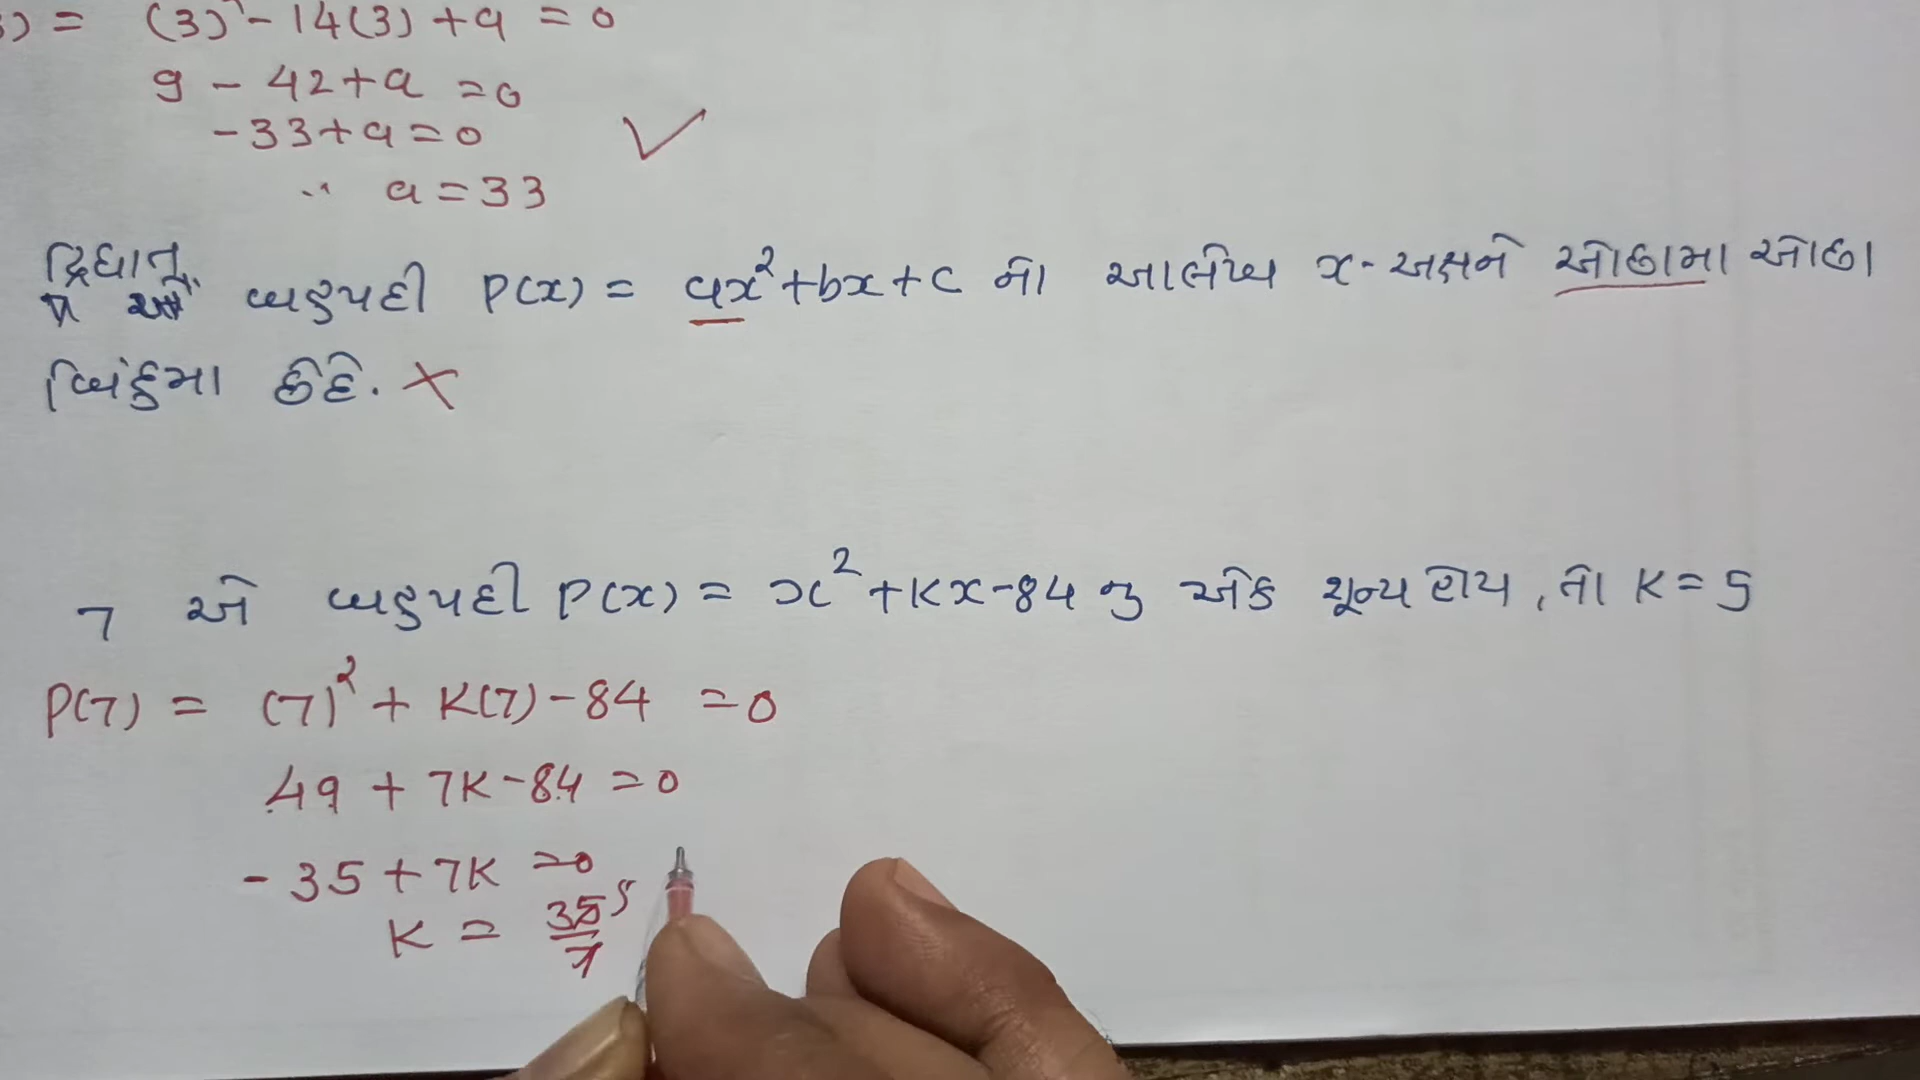 ) = (3)² - 14(3) + a = 0
9 - 42 + a = 0
-33 + a = 0
∴ a = 33
દ્વિઘાત
બહુપદી P(x) = ax²+bx+c નો આલેખ x-અક્ષને ઓછામા ઓછા
બિંદુમા છેદે. ×
7 એ બહુપદી P(x) = x²+kx-84 નુ એક શૂન્ય હોય, તો K = 5
P(7) = (7)² + K(7) - 84 = 0
49 + 7K - 84 = 0
-35 + 7K = 0
K = 35/7 5